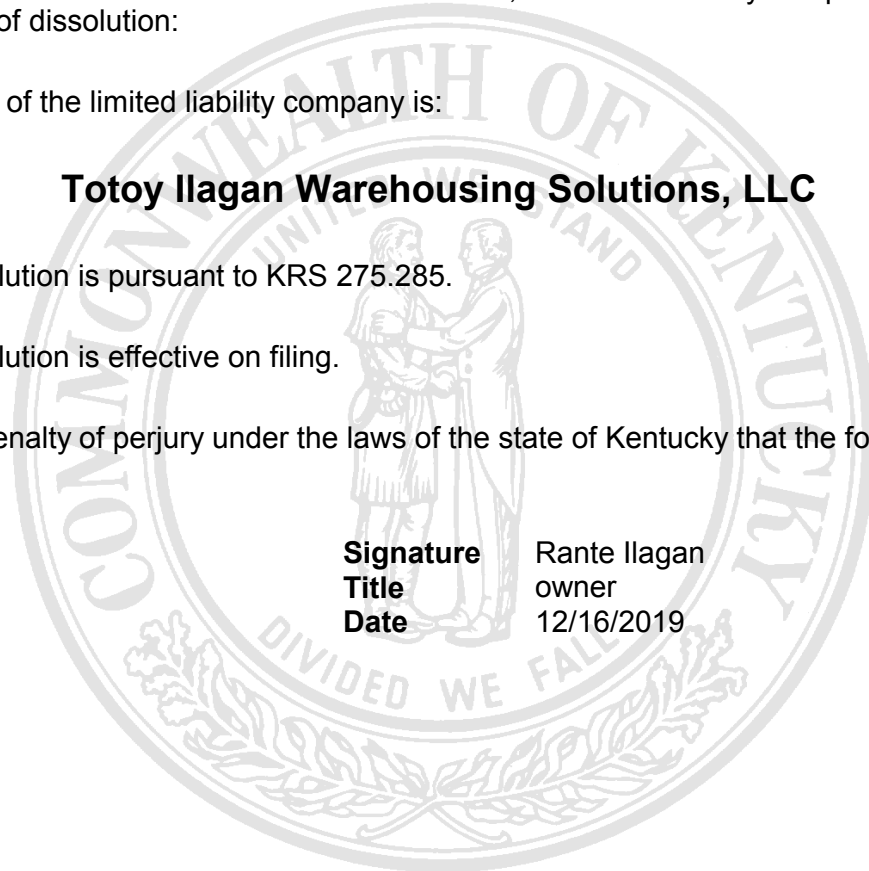 of dissolution:
of the limited liability company is:
Totoy Ilagan Warehousing Solutions, LLC
lution is pursuant to KRS 275.285.
lution is effective on filing.
enalty of perjury under the laws of the state of Kentucky that the fo
Signature Rante Ilagan
Title owner
Date 12/16/2019
COMMONWEALTH OF KENTUCKY
UNITED WE STAND
DIVIDED WE FALL